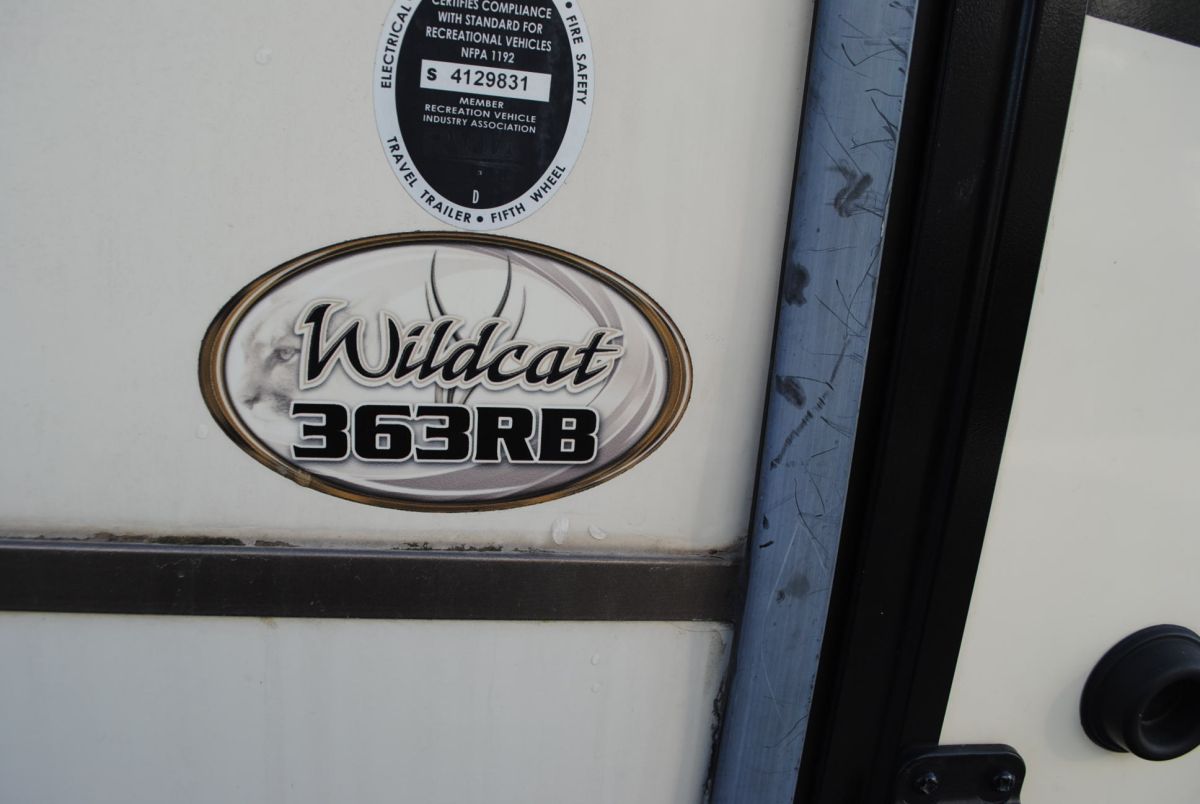 ELECTRICAL
• FIRE SAFETY
CERTIFIES COMPLIANCE
WITH STANDARD FOR
RECREATIONAL VEHICLES
NFPA 1192
S 4129831
MEMBER
RECREATION VEHICLE
INDUSTRY ASSOCIATION
D
TRAVEL TRAILER • FIFTH WHEEL
Wildcat
363RB